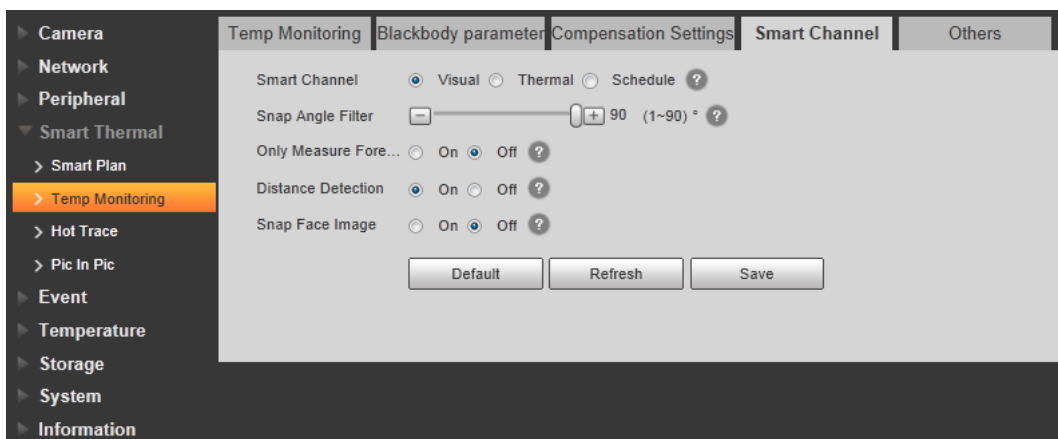 Camera
Network
Peripheral
Smart Thermal
Smart Plan
Temp Monitoring
Hot Trace
Pic In Pic
Event
Temperature
Storage
System
Information
Temp Monitoring Blackbody parameter Compensation Settings Smart Channel Others
Smart Channel Visual Thermal Schedule ?
Snap Angle Filter - + 90 (1~90) ° ?
Only Measure Fore... On Off ?
Distance Detection On Off ?
Snap Face Image On Off ?
Default Refresh Save